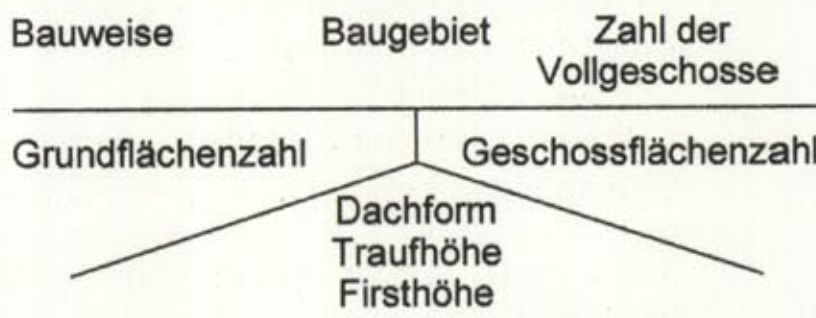 Bauweise Baugebiet Zahl der
Vollgeschosse
Grundflächenzahl Geschossflächenzahl
Dachform
Traufhöhe
Firsthöhe